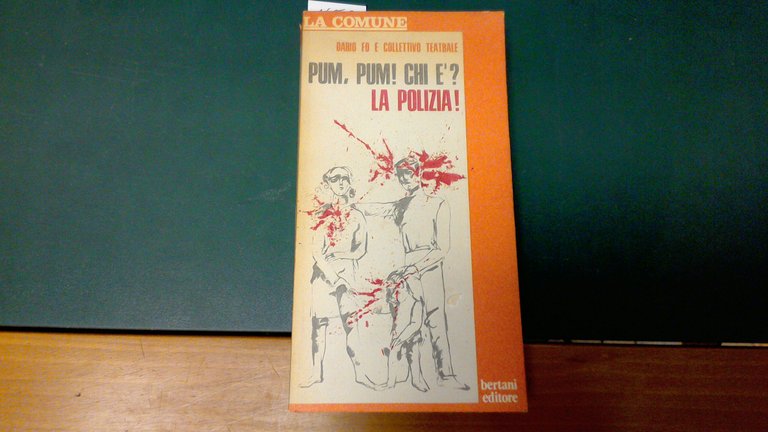 LA COMUNE
DARIO FO E COLLETTIVO TEATRALE
PUM, PUM! CHI E'?
LA POLIZIA!
bertani
editore